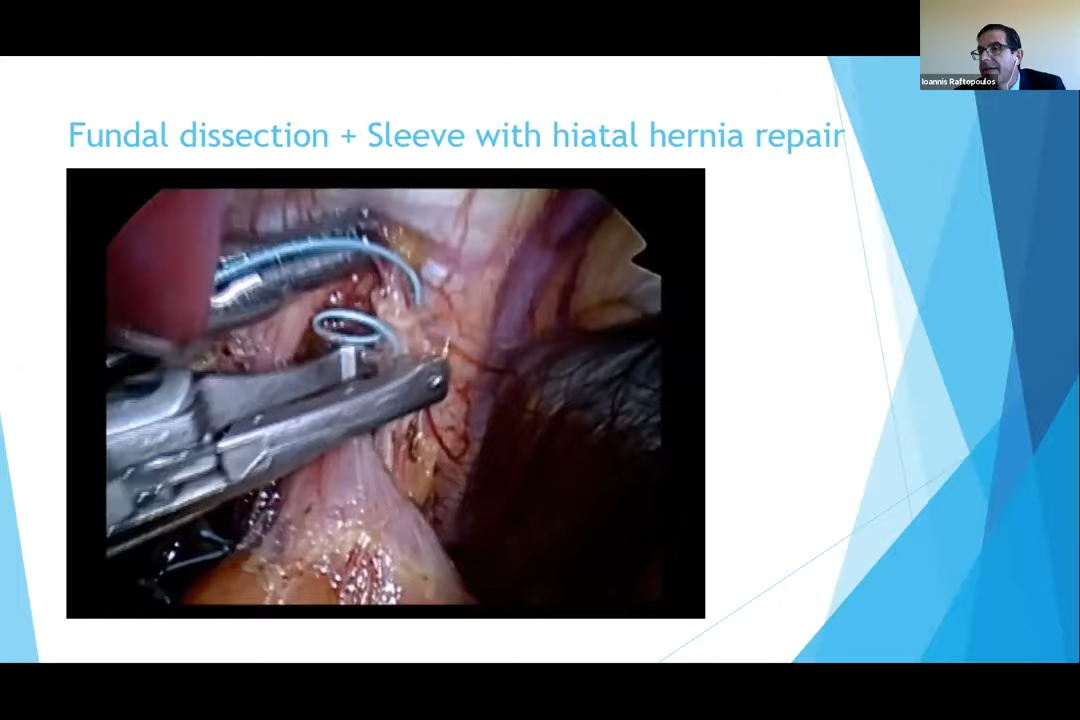 Fundal dissection + Sleeve with hiatal hernia repair
Ioannis Raftopoulos